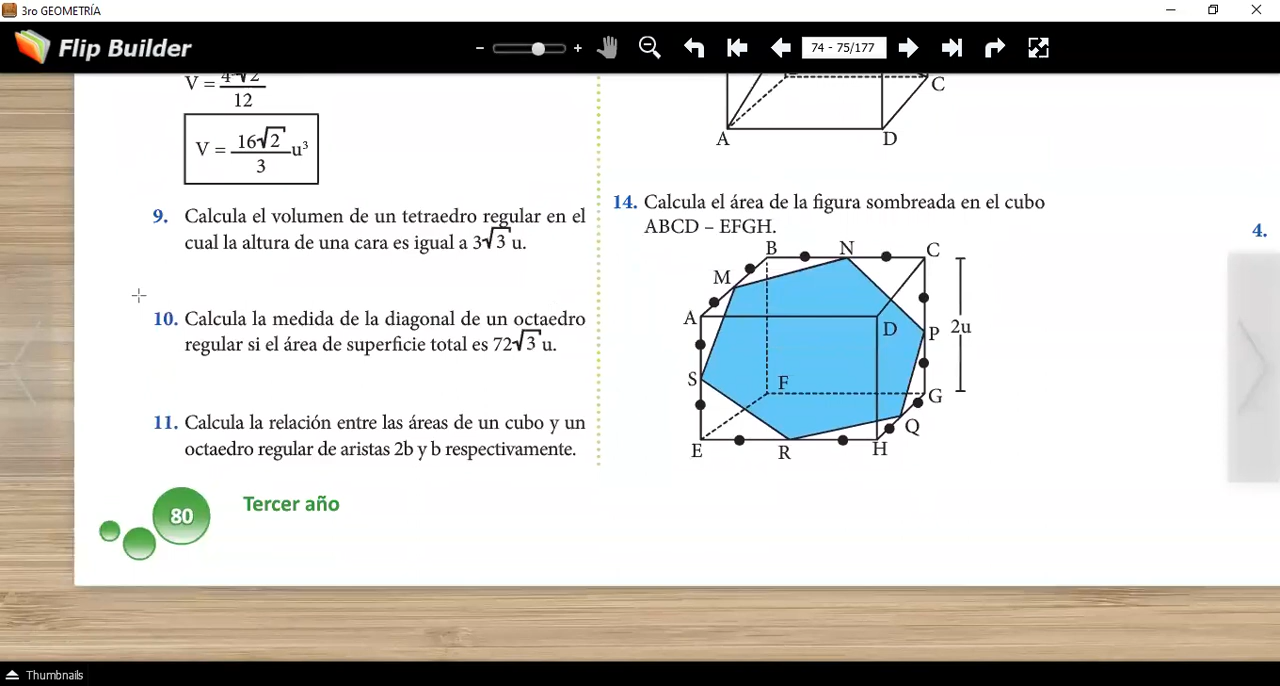 3ro GEOMETRÍA
Flip Builder
74 - 75/177
V = 4³√2
12
V = 16√2 u³
3
9. Calcula el volumen de un tetraedro regular en el
cual la altura de una cara es igual a 3√3 u.
10. Calcula la medida de la diagonal de un octaedro
regular si el área de superficie total es 72√3 u.
11. Calcula la relación entre las áreas de un cubo y un
octaedro regular de aristas 2b y b respectivamente.
80
Tercer año
C
A
D
14. Calcula el área de la figura sombreada en el cubo
ABCD – EFGH.
B
N
C
M
A
D
P
2u
S
F
G
Q
E
R
H
4.
Thumbnails